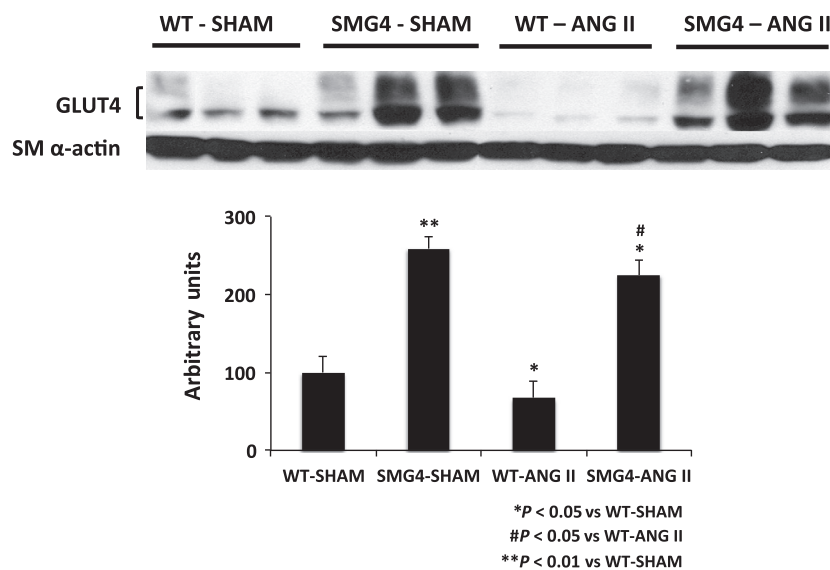 WT - SHAM SMG4 - SHAM WT – ANG II SMG4 – ANG II
GLUT4
SM α-actin
300
200
100
0
Arbitrary units
**
*
#
*
WT-SHAM SMG4-SHAM WT-ANG II SMG4-ANG II
*P < 0.05 vs WT-SHAM
#P < 0.05 vs WT-ANG II
**P < 0.01 vs WT-SHAM